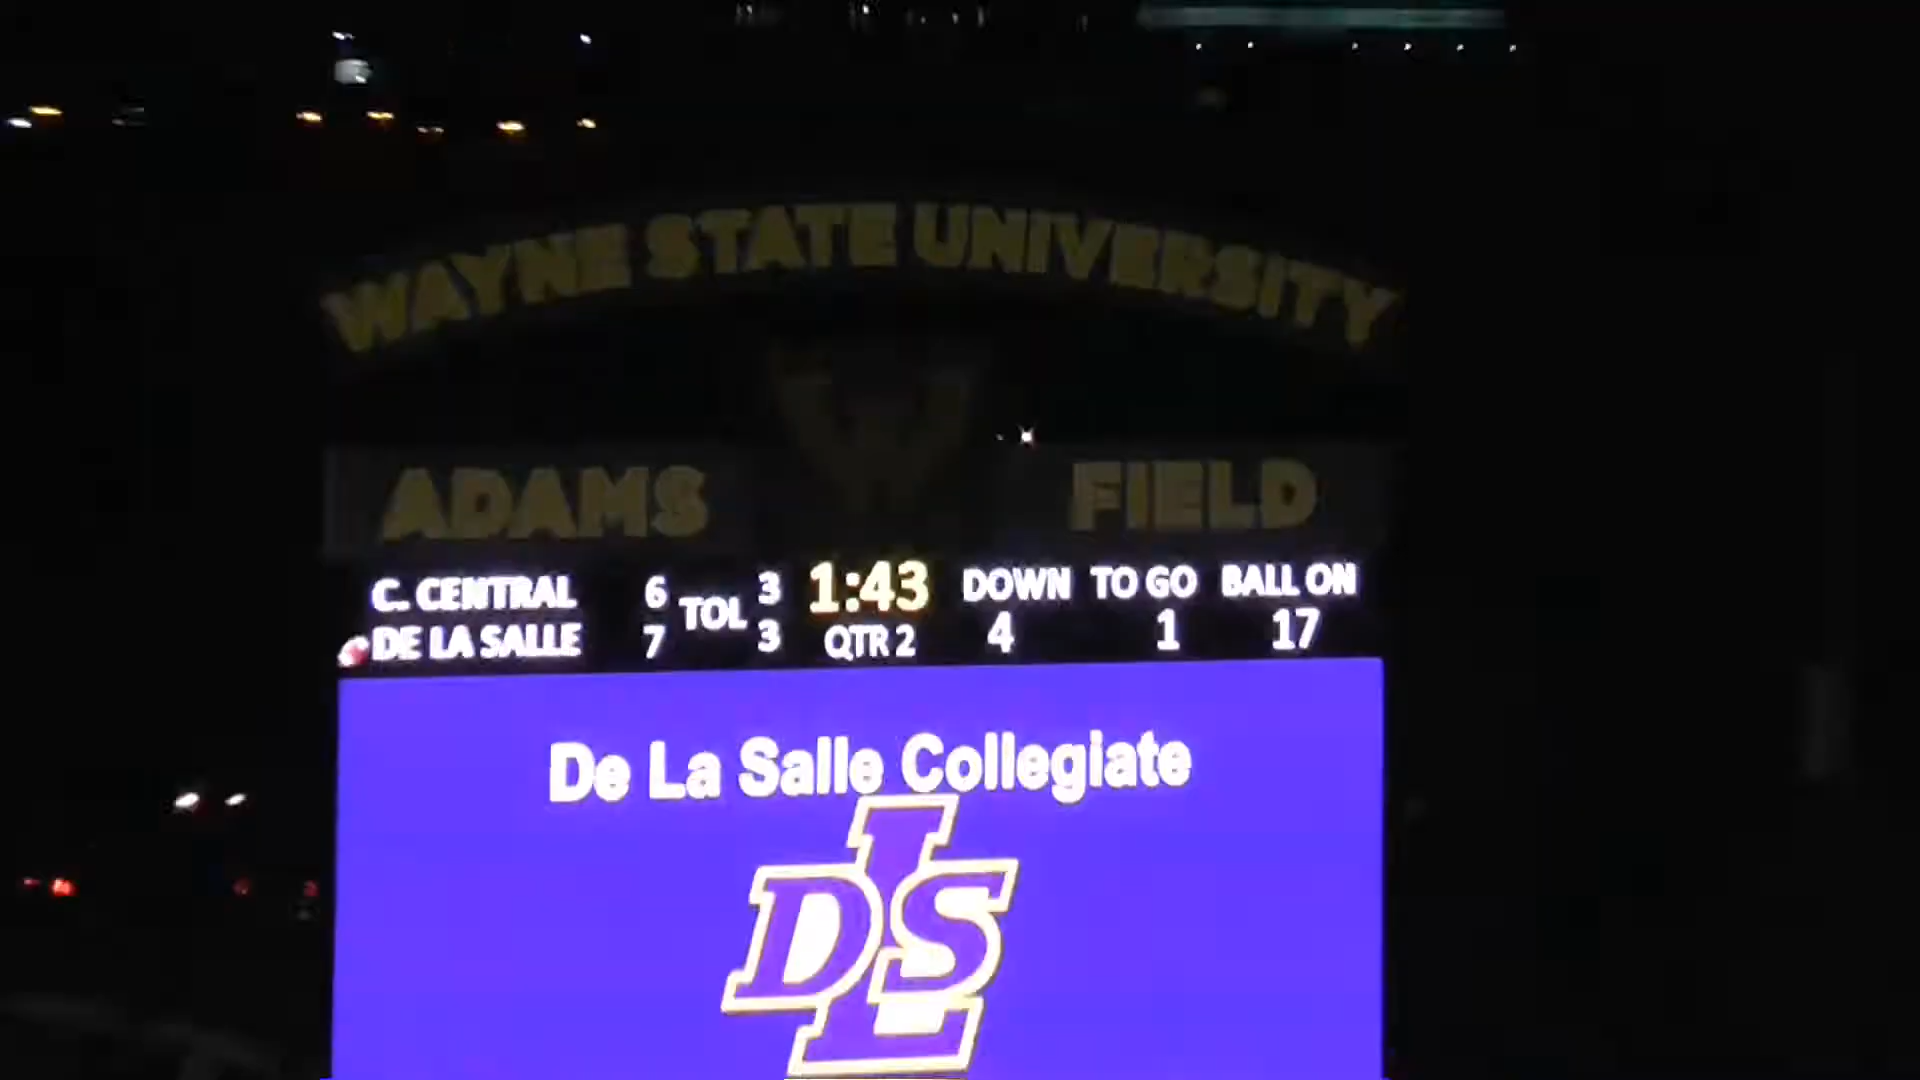 WAYNE STATE UNIVERSITY
W
ADAMS FIELD
C. CENTRAL 6 TOL 3 1:43 DOWN TO GO BALL ON
DE LA SALLE 7 3 QTR 2 4 1 17
De La Salle Collegiate
DLS